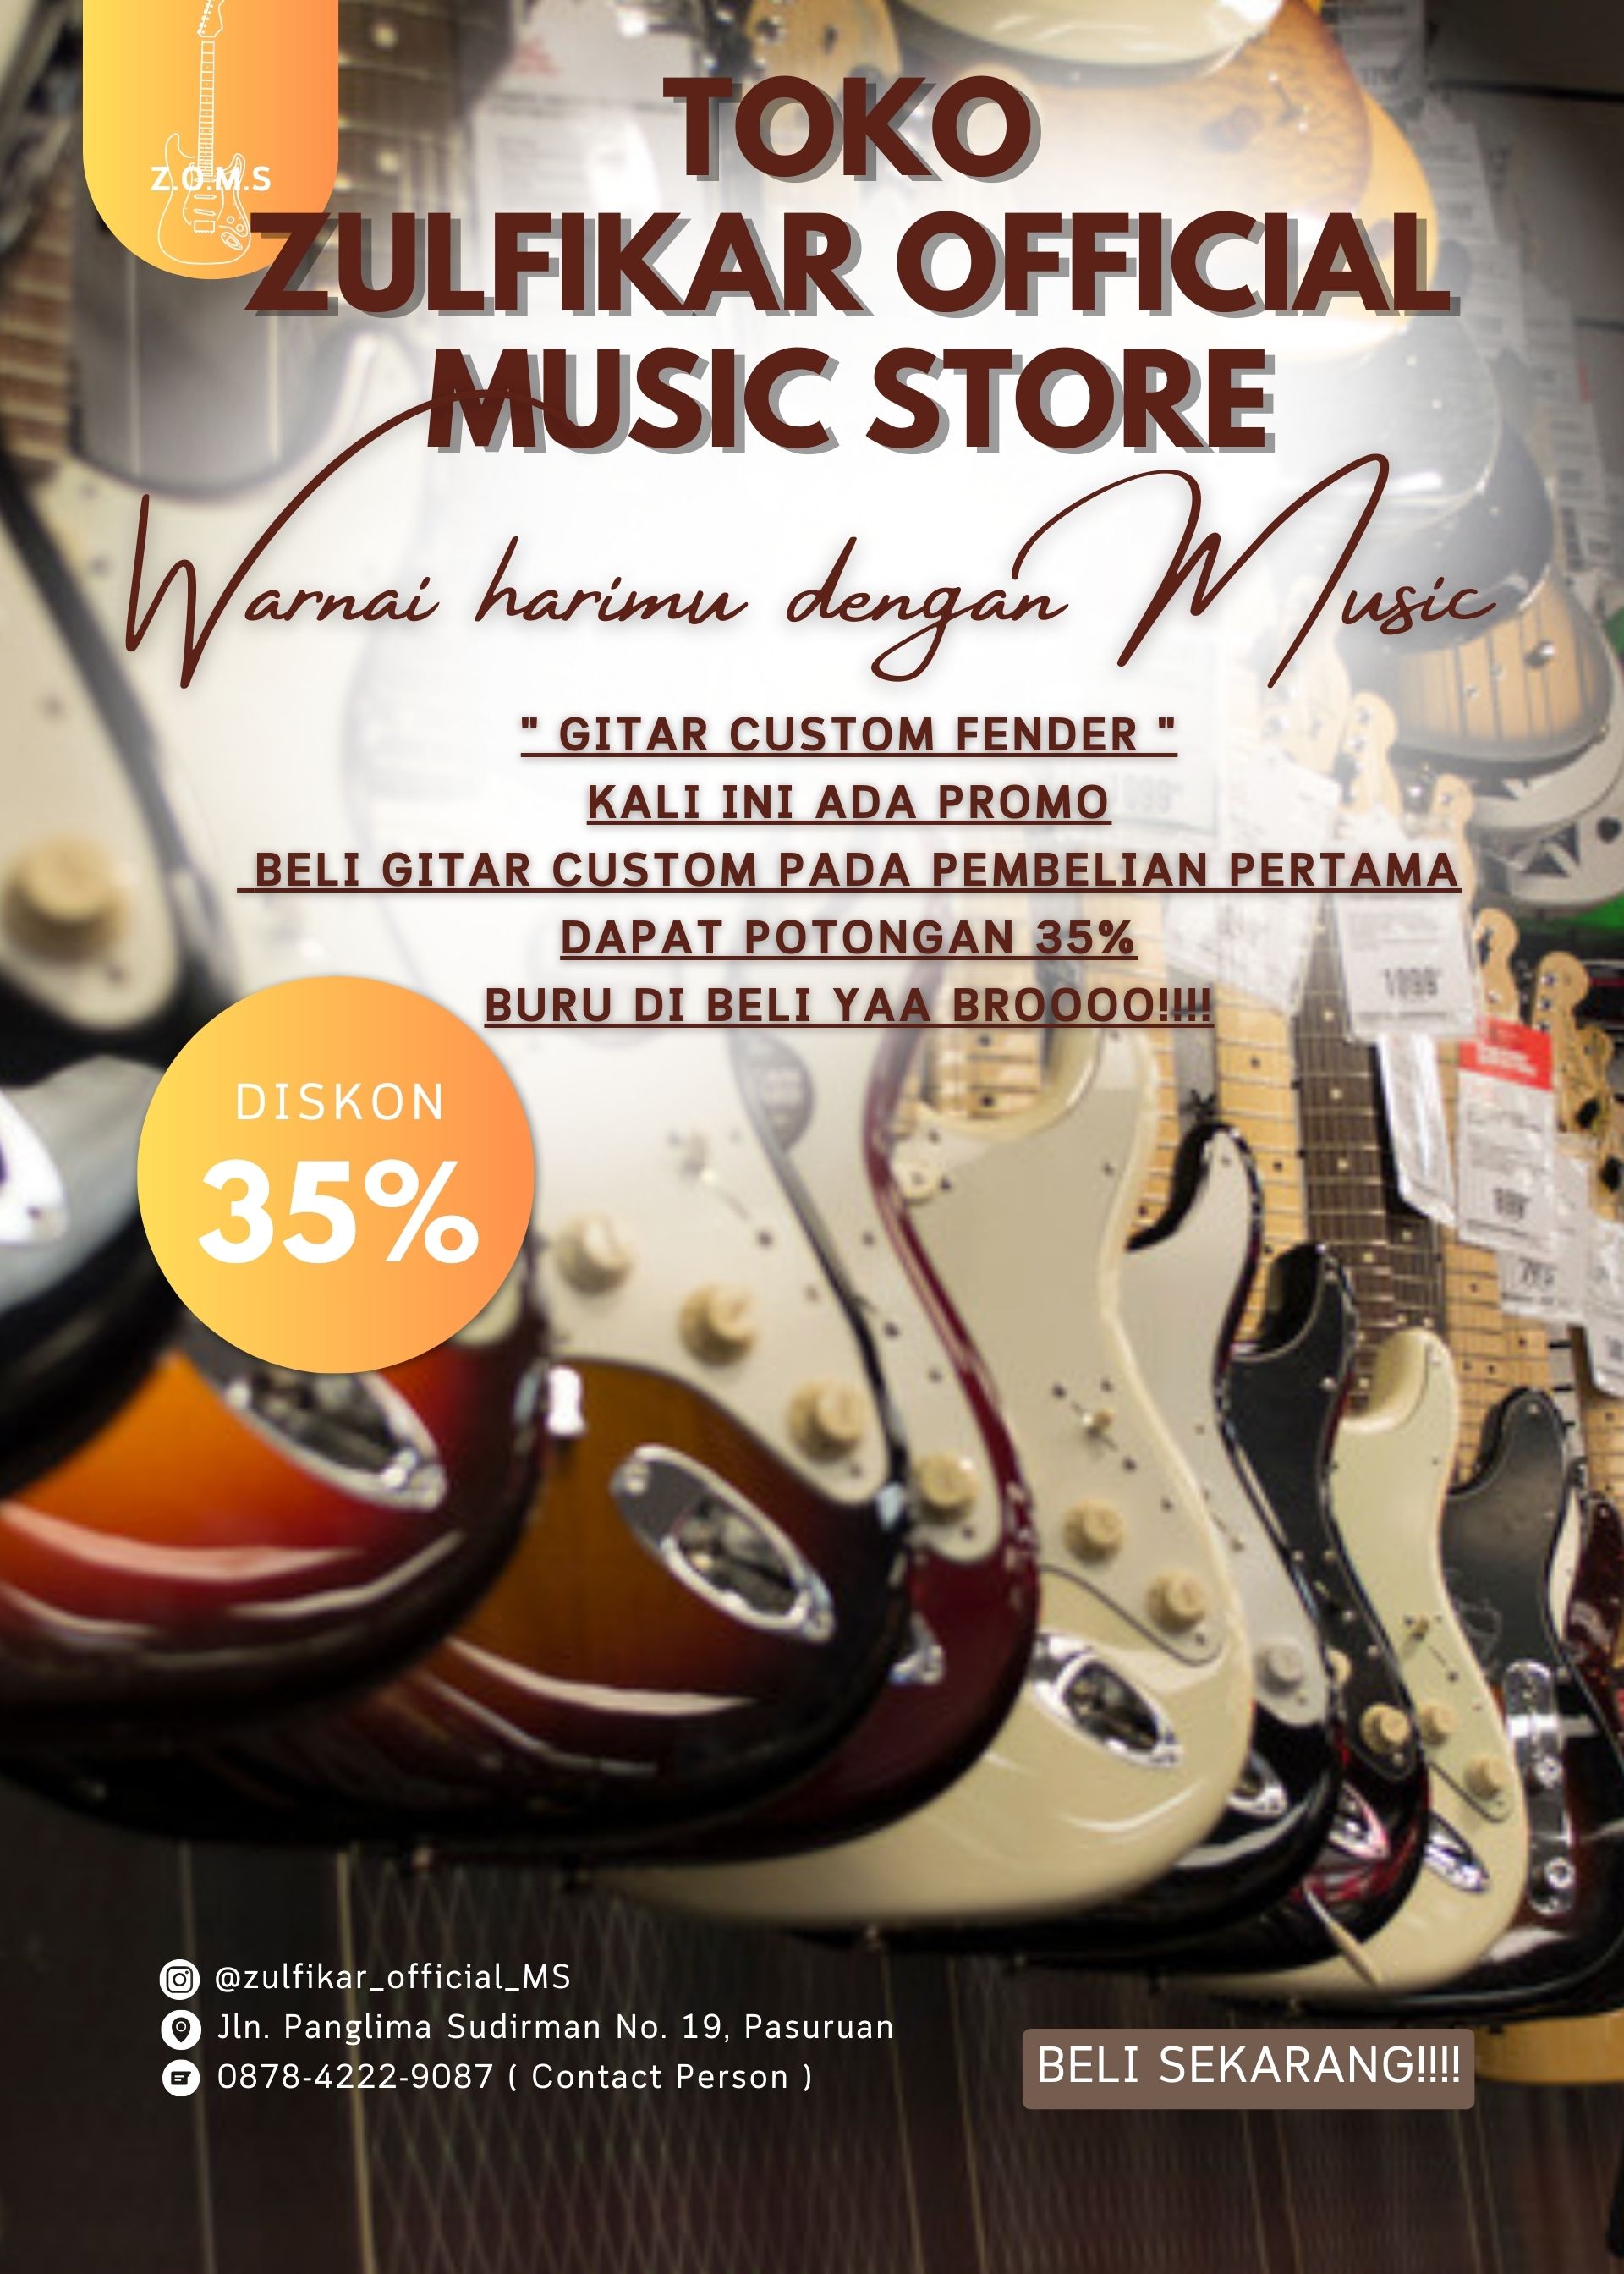 Z.O.M.S
TOKO
ZULFIKAR OFFICIAL
MUSIC STORE
Warnai harimu dengan Music
" GITAR CUSTOM FENDER "
KALI INI ADA PROMO
BELI GITAR CUSTOM PADA PEMBELIAN PERTAMA
DAPAT POTONGAN 35%
BURU DI BELI YAA BROOOO!!!!
DISKON
35%
@zulfikar_official_MS
Jln. Panglima Sudirman No. 19, Pasuruan
0878-4222-9087 ( Contact Person )
BELI SEKARANG!!!!